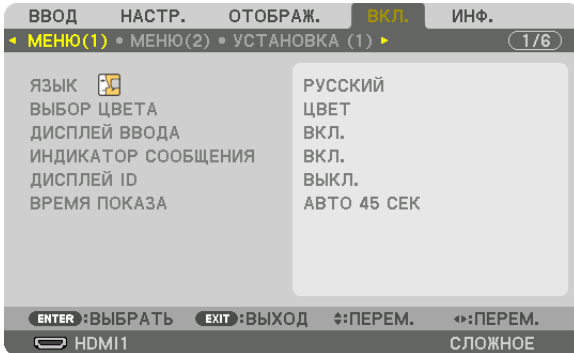 ВВОД НАСТР. ОТОБРАЖ. ВКЛ. ИНФ.
МЕНЮ(1) • МЕНЮ(2) • УСТАНОВКА (1) 1/6
ЯЗЫК РУССКИЙ
ВЫБОР ЦВЕТА ЦВЕТ
ДИСПЛЕЙ ВВОДА ВКЛ.
ИНДИКАТОР СООБЩЕНИЯ ВКЛ.
ДИСПЛЕЙ ID ВЫКЛ.
ВРЕМЯ ПОКАЗА АВТО 45 СЕК
ENTER :ВЫБРАТЬ EXIT :ВЫХОД :ПЕРЕМ. :ПЕРЕМ.
HDMI1 СЛОЖНОЕ